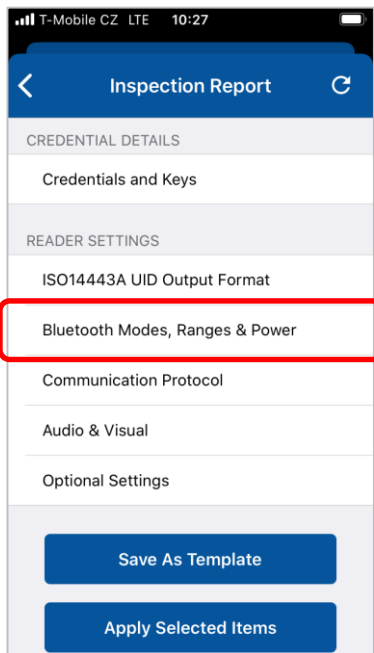 T-Mobile CZ LTE 10:27
Inspection Report
CREDENTIAL DETAILS
Credentials and Keys
READER SETTINGS
ISO14443A UID Output Format
Bluetooth Modes, Ranges & Power
Communication Protocol
Audio & Visual
Optional Settings
Save As Template
Apply Selected Items